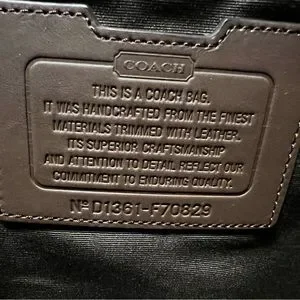 COACH
THIS IS A COACH BAG.
IT WAS HANDCRAFTED FROM THE FINEST
MATERIALS TRIMMED WITH LEATHER.
ITS SUPERIOR CRAFTSMANSHIP
AND ATTENTION TO DETAIL REFLECT OUR
COMMITMENT TO ENDURING QUALITY.
Nº D1361-F70829